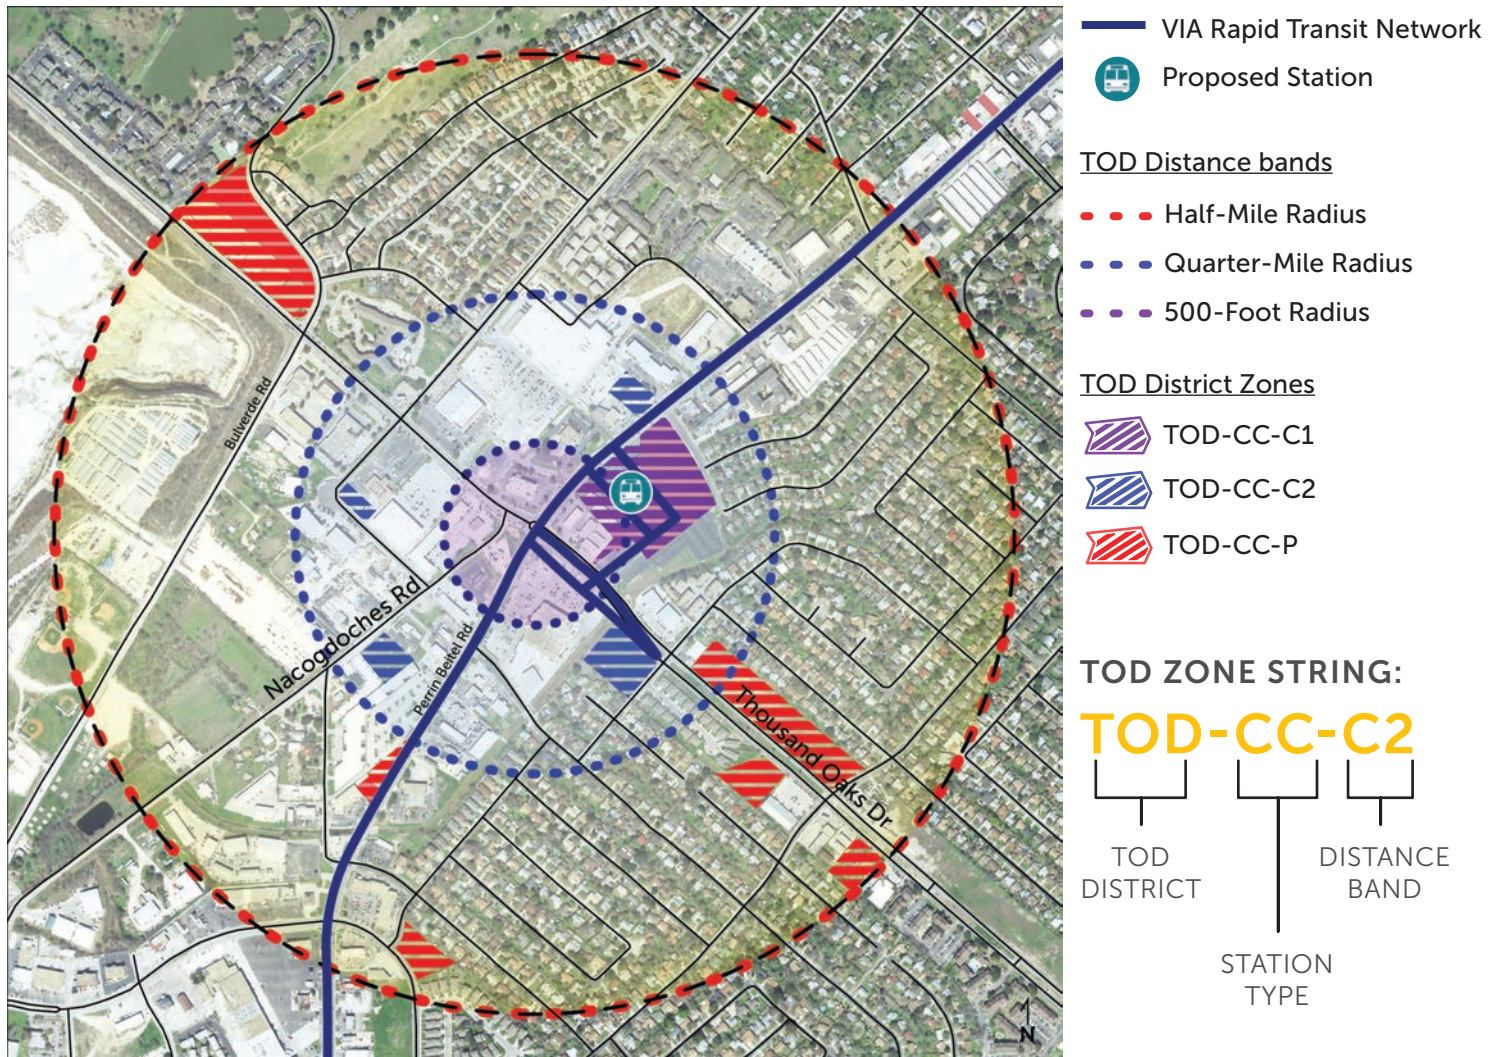 VIA Rapid Transit Network
Proposed Station
TOD Distance bands
Half-Mile Radius
Quarter-Mile Radius
500-Foot Radius
TOD District Zones
TOD-CC-C1
TOD-CC-C2
TOD-CC-P
TOD ZONE STRING:
TOD-CC-C2
TOD
DISTRICT
DISTANCE
BAND
STATION
TYPE
Bulverde Rd
Nacogdoches Rd
Perrin Beitel Rd
Thousand Oaks Dr
N